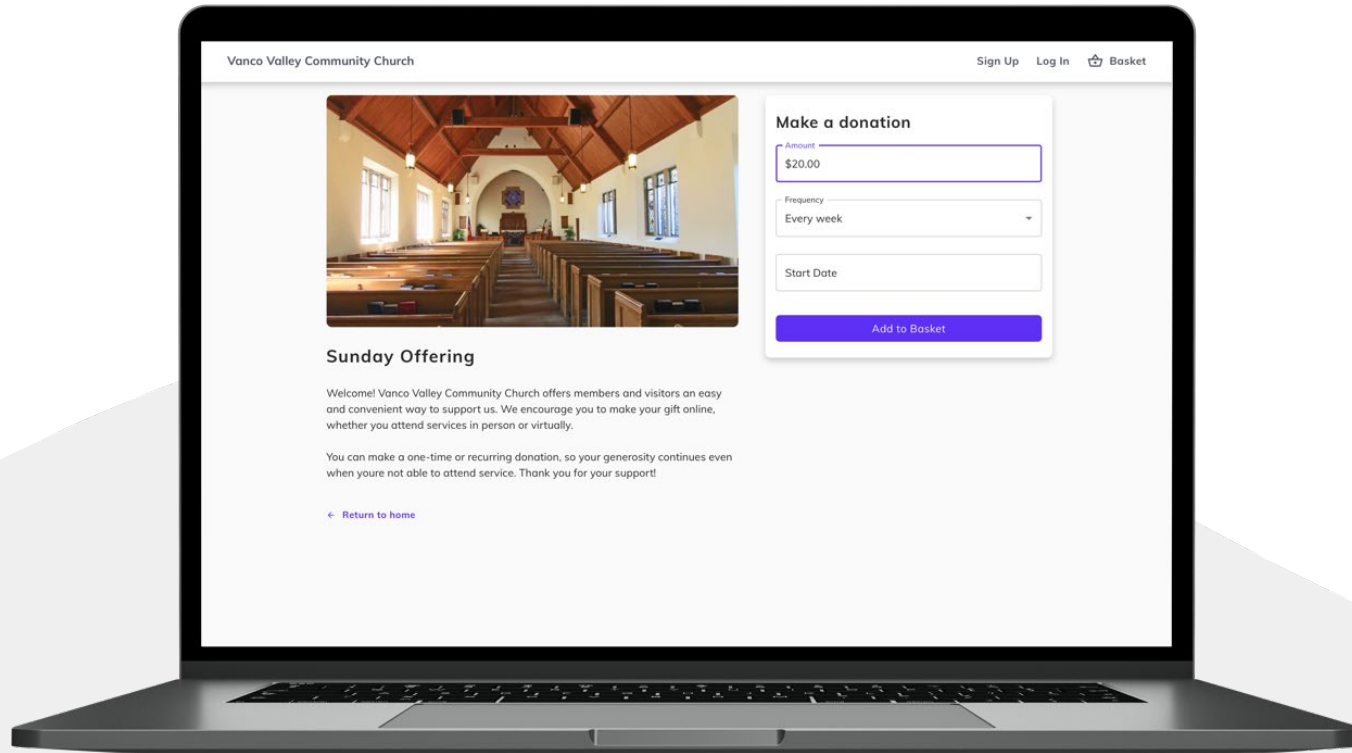 Vanco Valley Community Church
Sign Up Log In Basket
Make a donation
Amount
$20.00
Frequency
Every week
Start Date
Add to Basket
Sunday Offering
Welcome! Vanco Valley Community Church offers members and visitors an easy
and convenient way to support us. We encourage you to make your gift online,
whether you attend services in person or virtually.
You can make a one-time or recurring donation, so your generosity continues even
when youre not able to attend service. Thank you for your support!
← Return to home